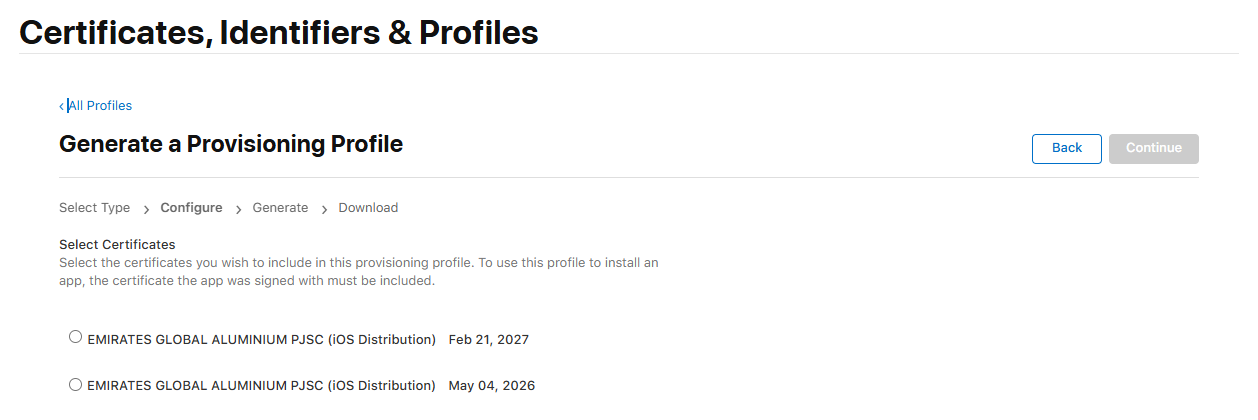 Certificates, Identifiers & Profiles
‹ All Profiles
Generate a Provisioning Profile
Back
Continue
Select Type › Configure › Generate › Download
Select Certificates
Select the certificates you wish to include in this provisioning profile. To use this profile to install an
app, the certificate the app was signed with must be included.
EMIRATES GLOBAL ALUMINIUM PJSC (iOS Distribution) Feb 21, 2027
EMIRATES GLOBAL ALUMINIUM PJSC (iOS Distribution) May 04, 2026